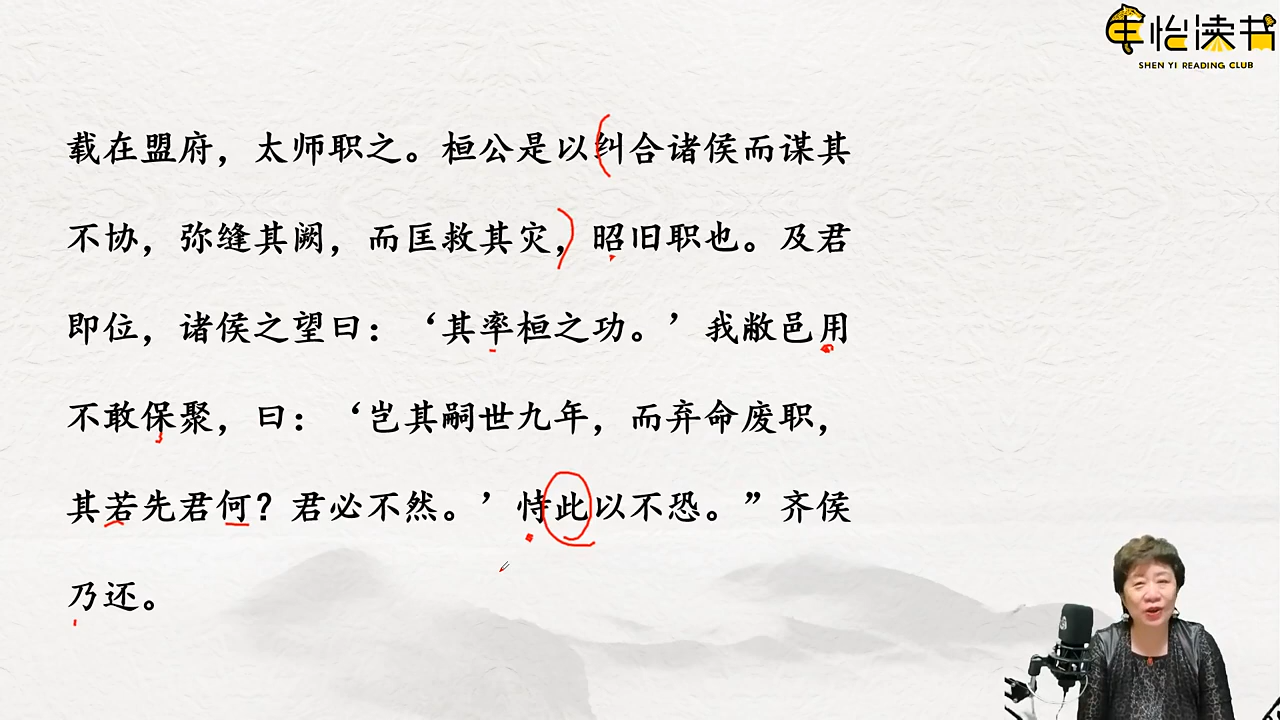 申怡读书
SHEN YI READING CLUB
载在盟府，太师职之。桓公是以纠合诸侯而谋其
不协，弥缝其阙，而匡救其灾，昭旧职也。及君
即位，诸侯之望曰：‘其率桓之功。’我敝邑用
不敢保聚，曰：‘岂其嗣世九年，而弃命废职，
其若先君何？君必不然。’恃此以不恐。”齐侯
乃还。